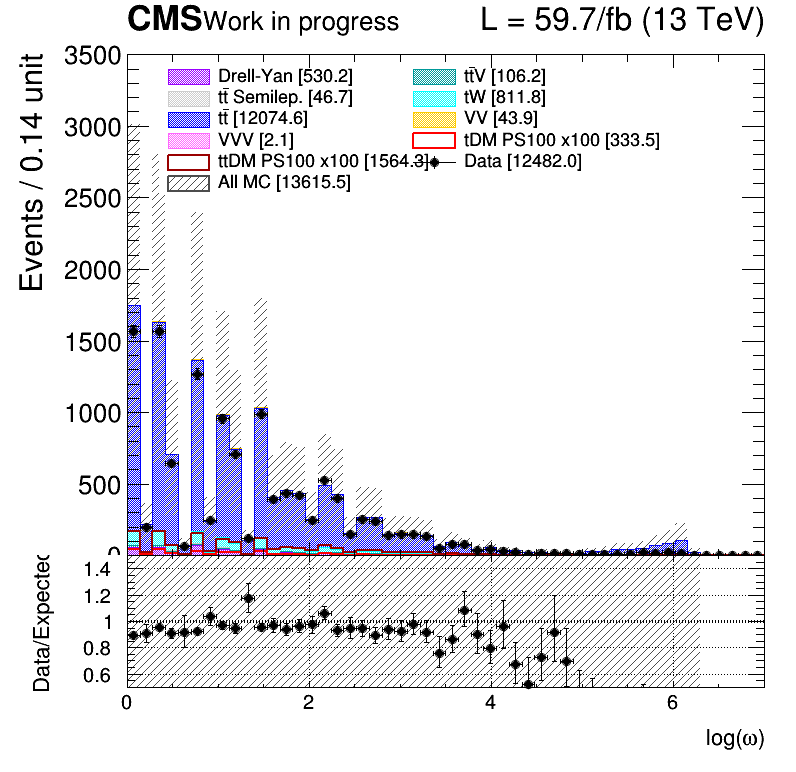 CMS Work in progress L = 59.7/fb (13 TeV)
Events / 0.14 unit
3500
3000
2500
2000
1500
1000
500
0
Drell-Yan [530.2] tt̄V [106.2]
tt̄ Semilep. [46.7] tW [811.8]
tt̄ [12074.6] VV [43.9]
VVV [2.1] tDM PS100 x100 [333.5]
ttDM PS100 x100 [1564.3] Data [12482.0]
All MC [13615.5]
Data/Expected
1.4
1.2
1
0.8
0.6
0 2 4 6
log(ω)